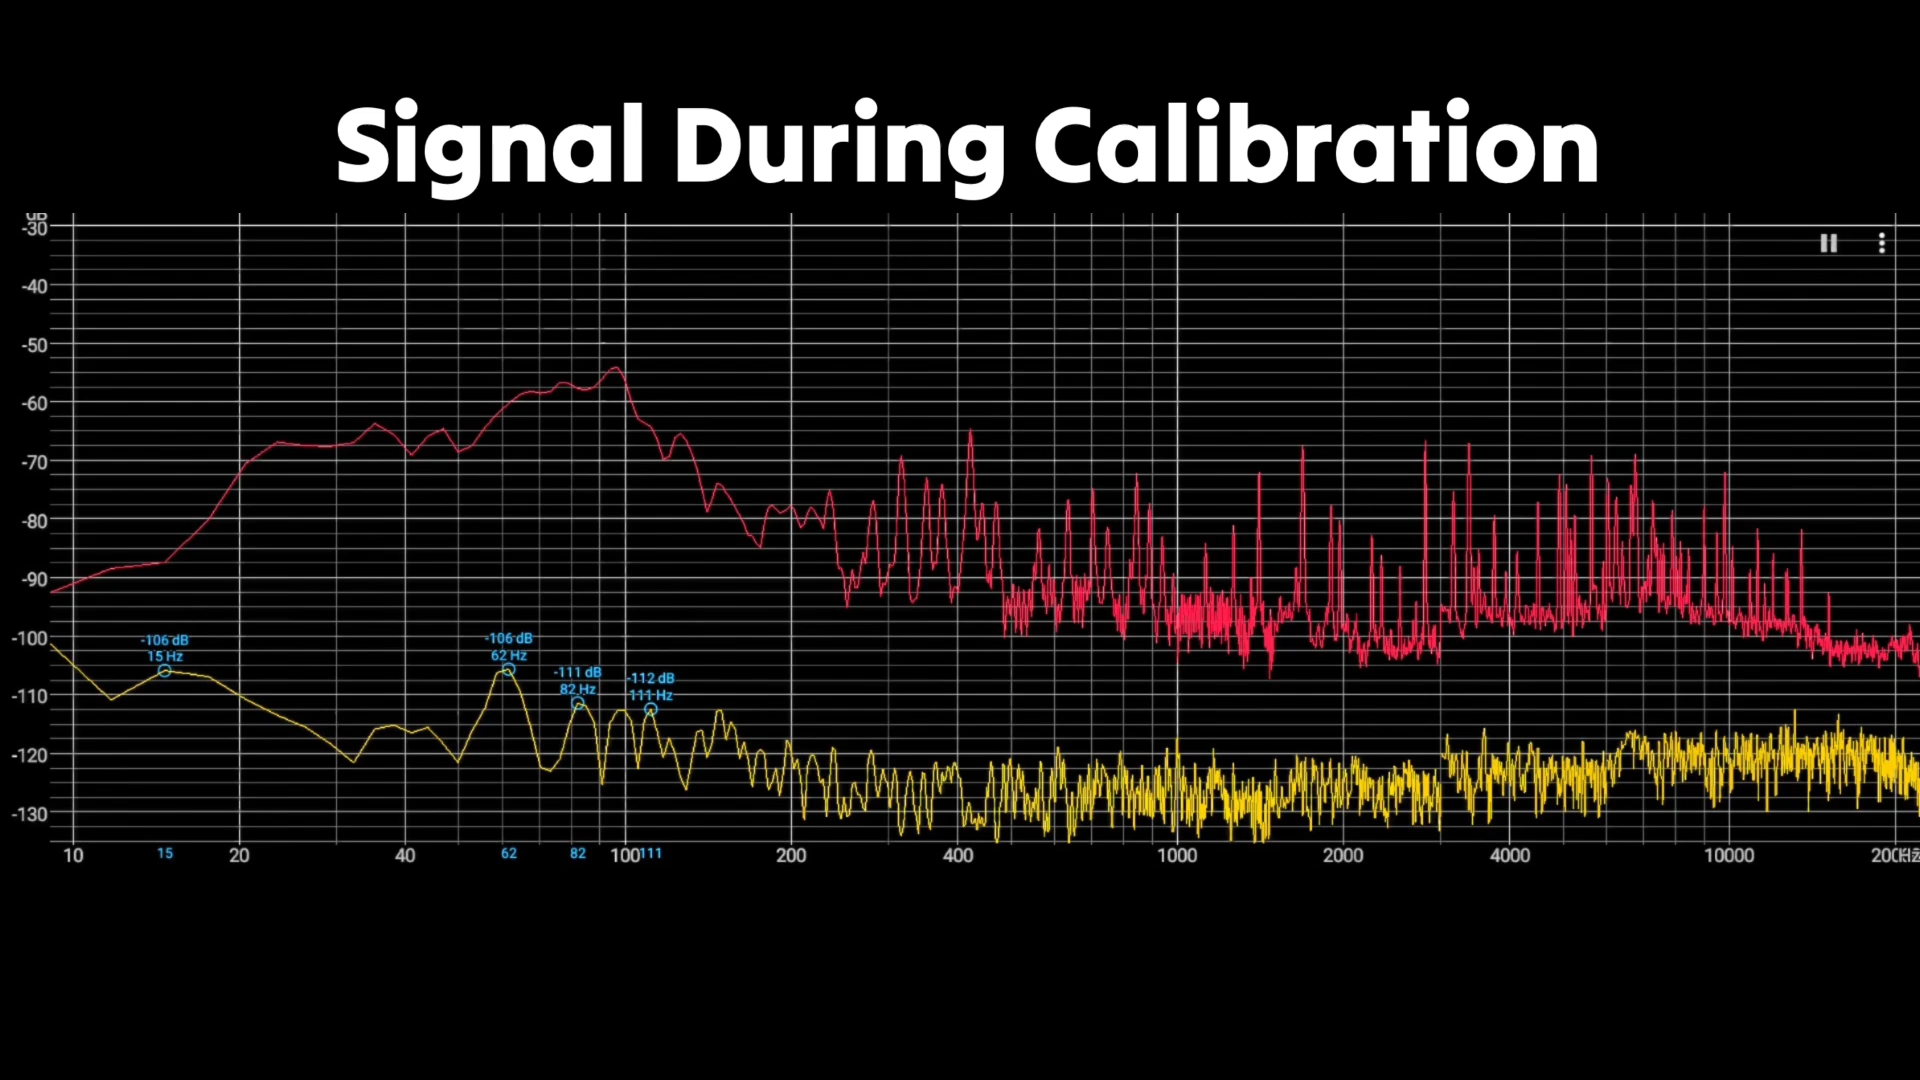 Signal During Calibration
dB
-30
-40
-50
-60
-70
-80
-90
-100
-110
-120
-130
-106 dB
15 Hz
-106 dB
62 Hz
-111 dB
82 Hz
-112 dB
111 Hz
10 15 20 40 62 82 100 111 200 400 1000 2000 4000 10000